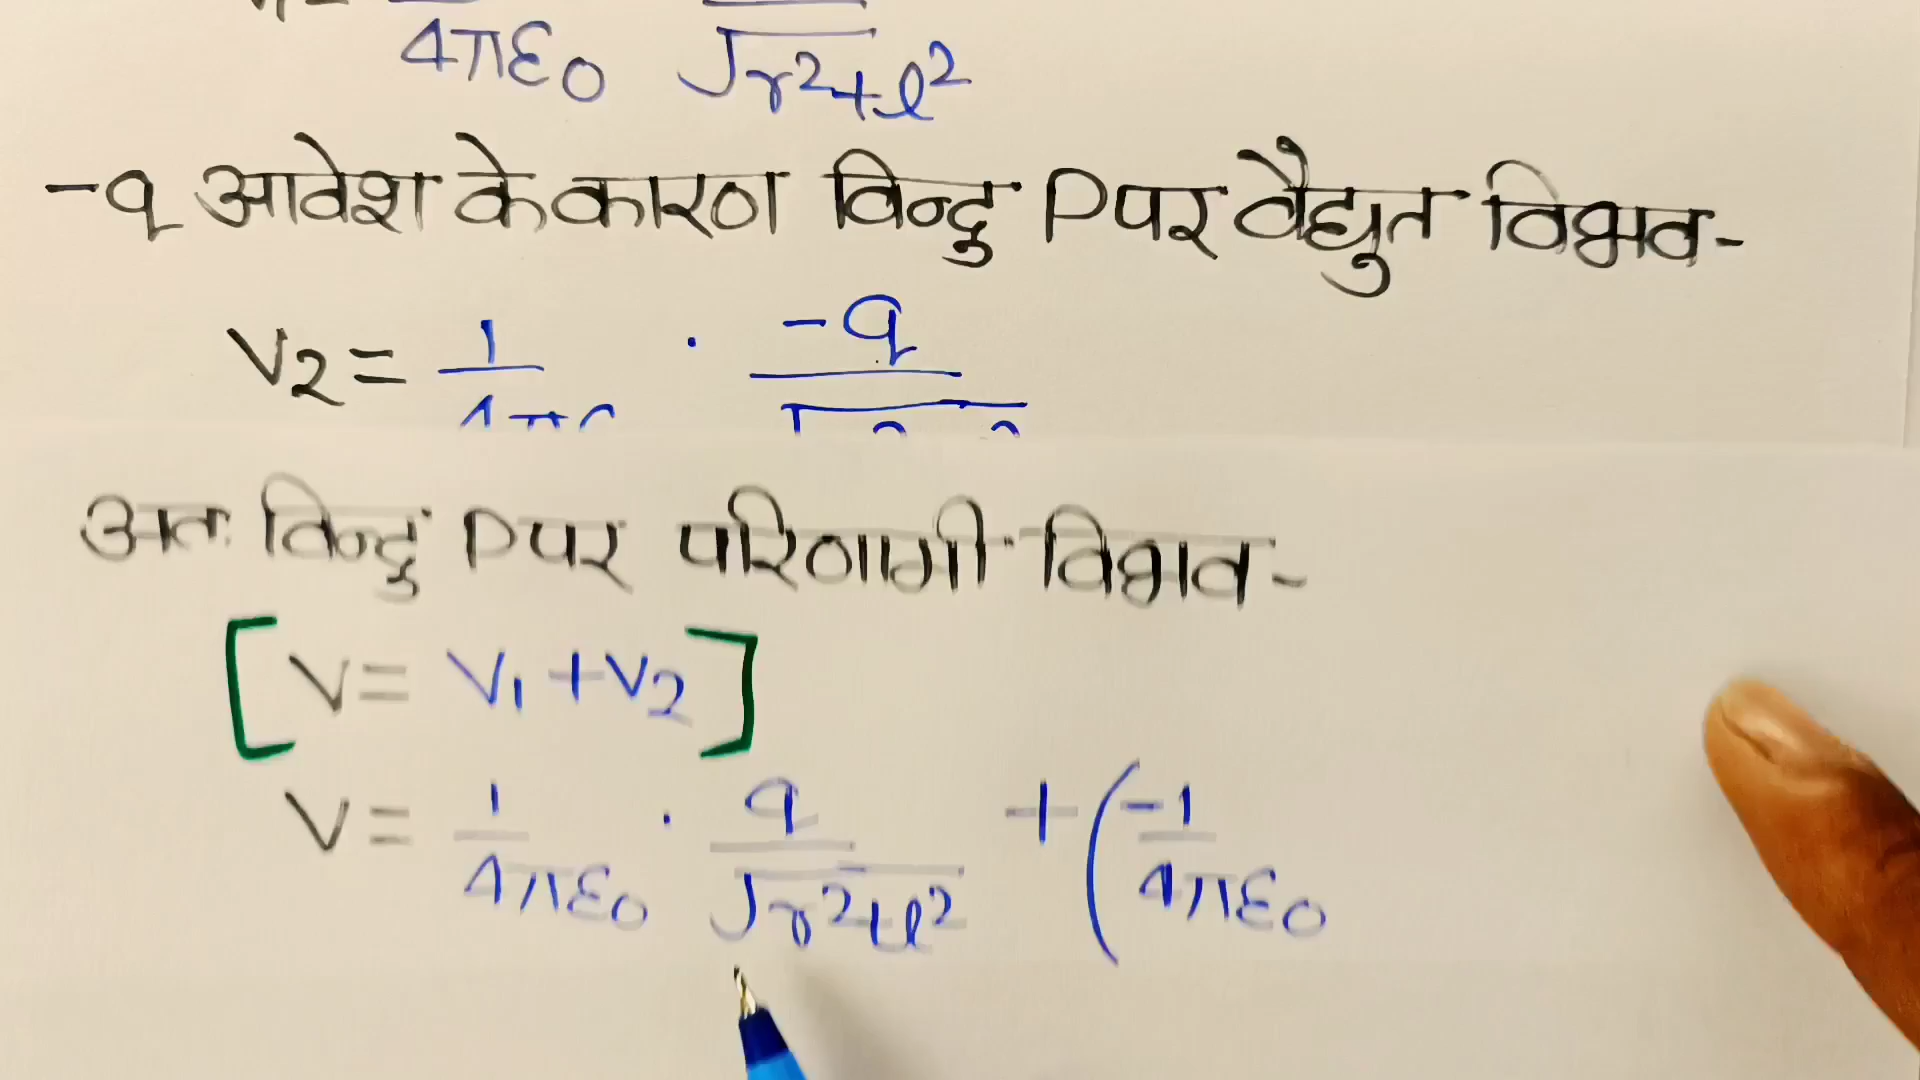 4πε₀ √r²+l²
-q आवेश के कारण विन्दु P पर वैद्युत विभव-
V₂ = 1/4πε · -q/√
अतः विन्दु P पर परिणामी विभव-
[V = V₁ + V₂]
V = 1/4πε₀ · q/√r²+l² + (-1/4πε₀